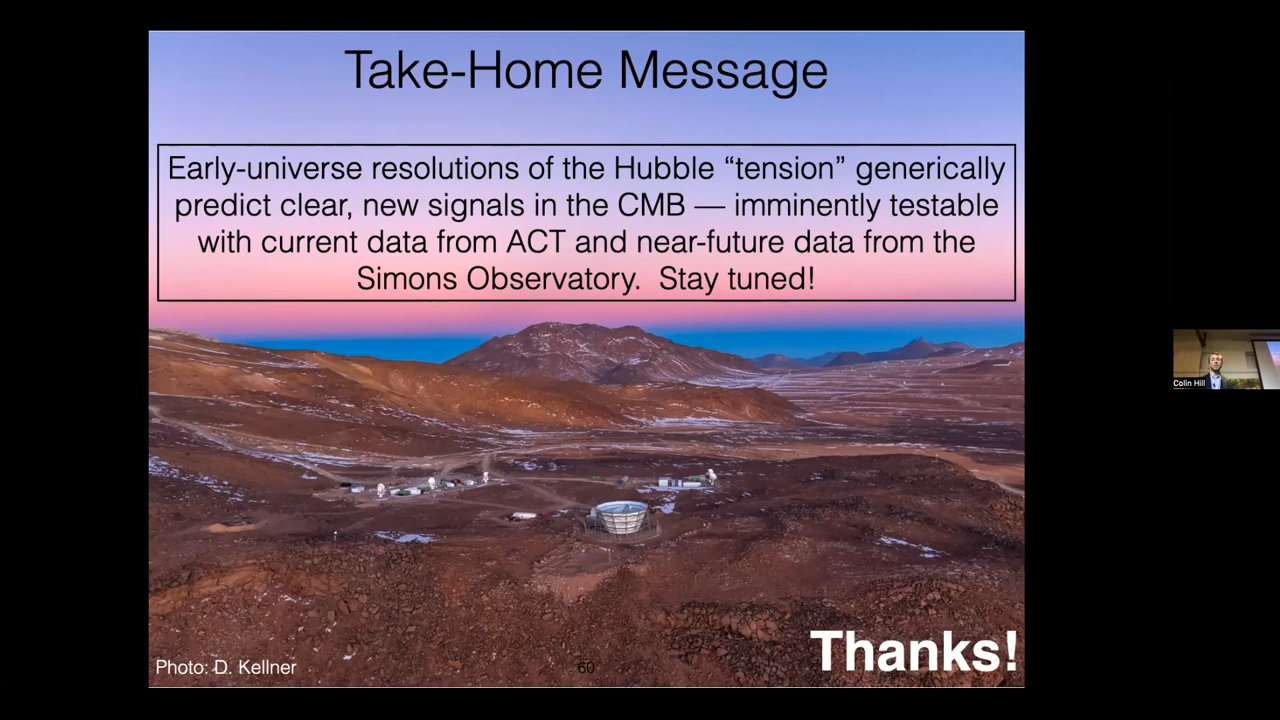 Take-Home Message
Early-universe resolutions of the Hubble “tension” generically
predict clear, new signals in the CMB — imminently testable
with current data from ACT and near-future data from the
Simons Observatory.  Stay tuned!
Colin Hill
Thanks!
Photo: D. Kellner
60